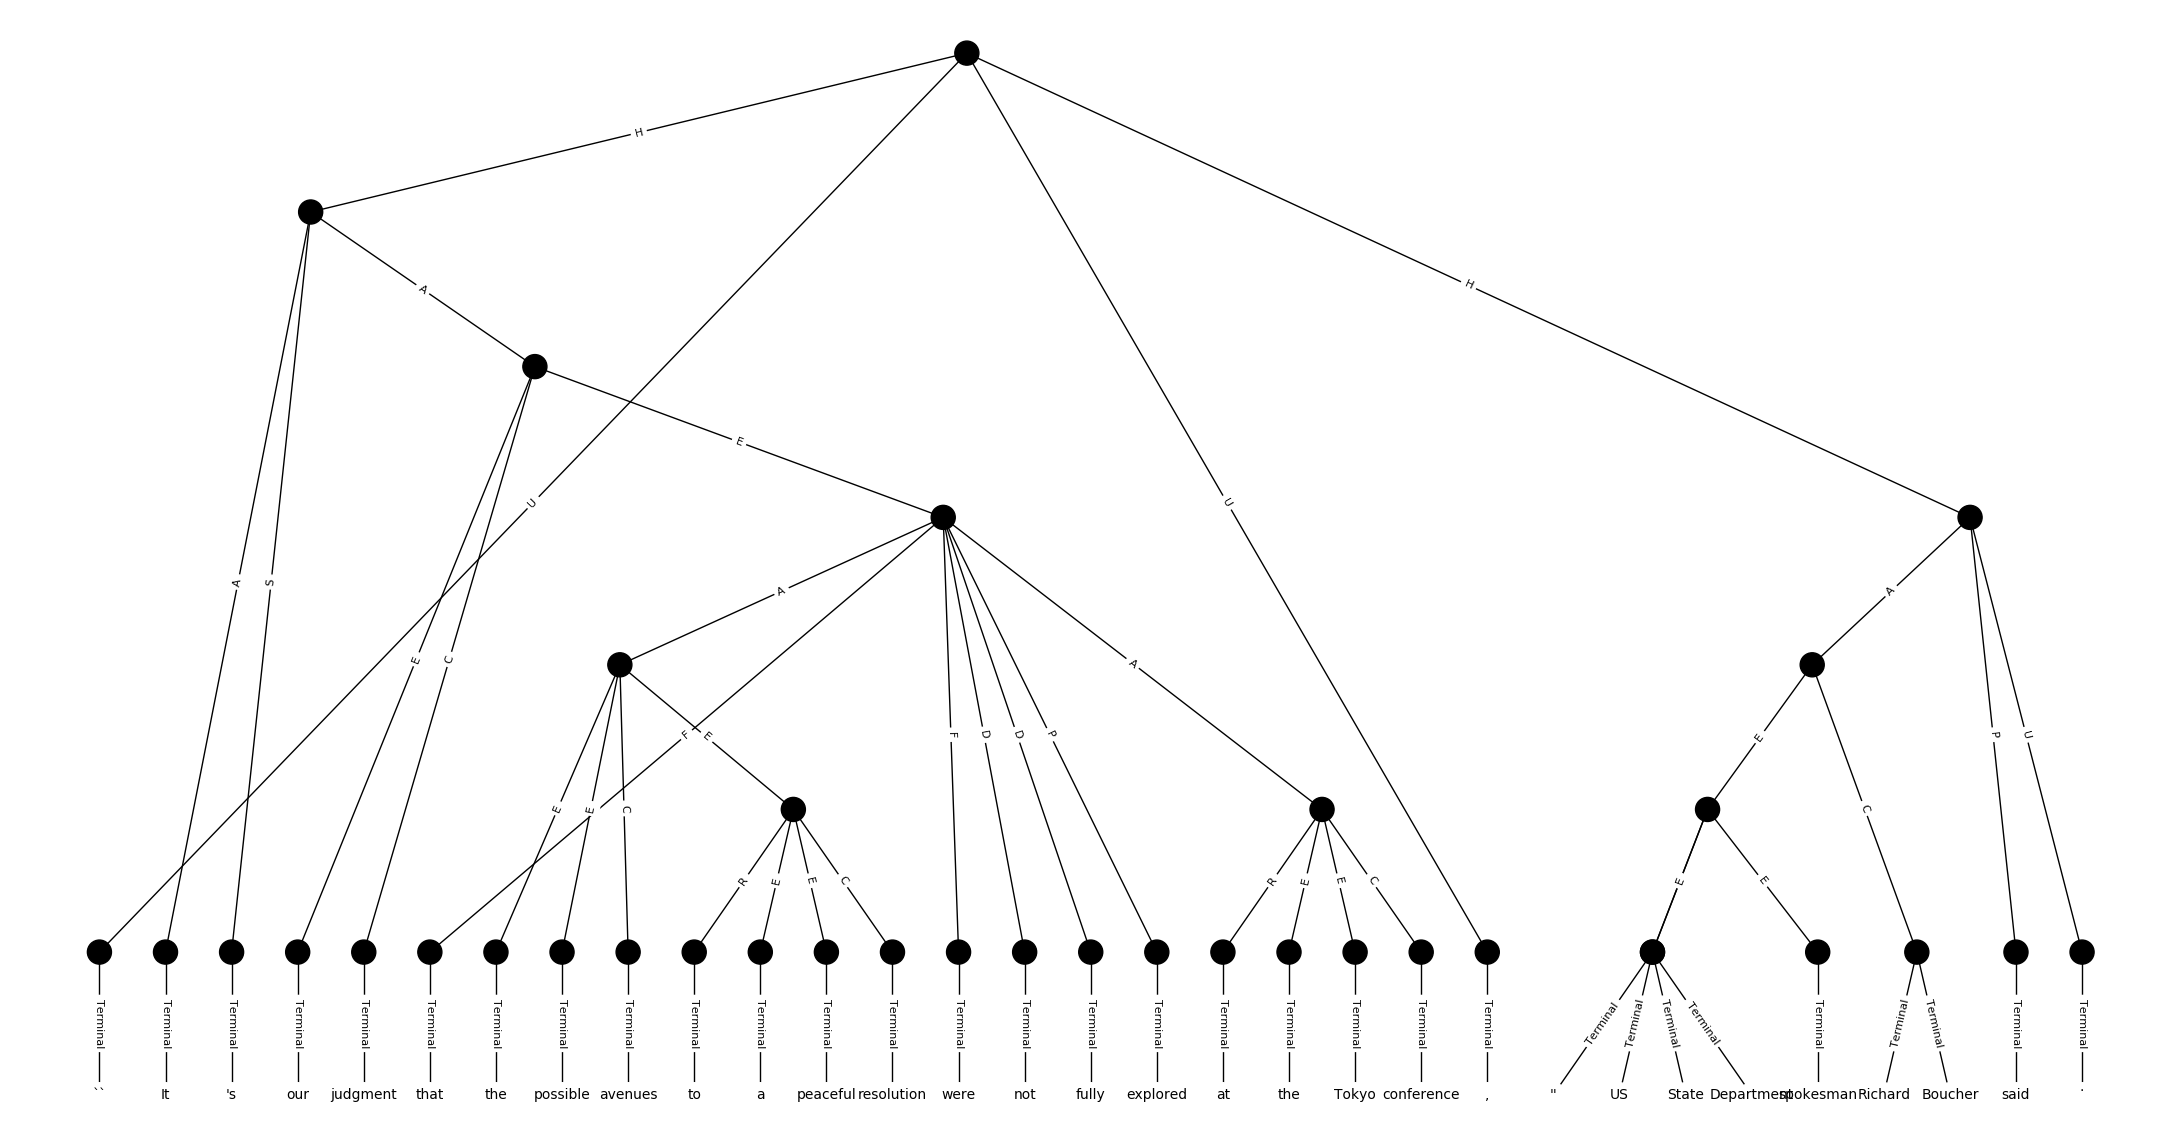 H
H
A
E
U
U
A
S
A
A
E
C
A
F
E
F
D
D
P
E
P
U
E
E
C
C
R
E
E
C
R
E
E
C
E
E
Terminal Terminal Terminal Terminal Terminal Terminal Terminal Terminal Terminal Terminal Terminal Terminal Terminal Terminal Terminal Terminal Terminal Terminal Terminal Terminal Terminal Terminal Terminal Terminal Terminal Terminal Terminal Terminal Terminal Terminal Terminal
`` It 's our judgment that the possible avenues to a peaceful resolution were not fully explored at the Tokyo conference , " US State Department spokesman Richard Boucher said .